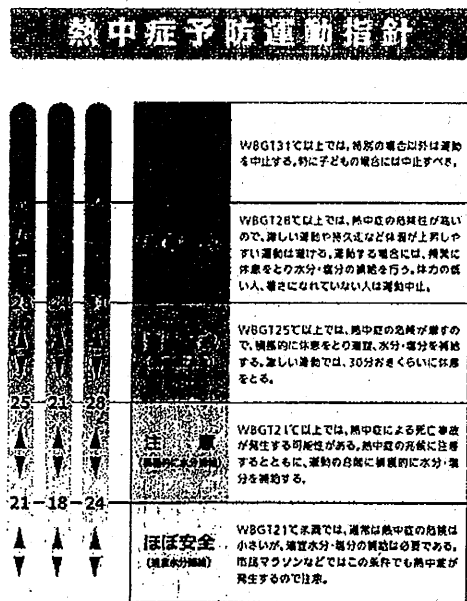 熱中症予防運動指針
WBGT31℃以上では、特別の場合以外は運動
を中止する。特に子どもの場合には中止すべき。
WBGT28℃以上では、熱中症の危険性が高い
ので、激しい運動や持久走など体温が上昇しや
すい運動は避ける。運動する場合には、頻繁に
休息をとり水分・塩分の補給を行う。体力の低
い人、暑さになれていない人は運動中止。
28
WBGT25℃以上では、熱中症の危険が増すの
で、積極的に休息をとり適宜、水分・塩分を補給
する。激しい運動では、30分おきくらいに休息
をとる。
25 21 28
注意
(積極的に水分補給)
WBGT21℃以上では、熱中症による死亡事故
が発生する可能性がある。熱中症の兆候に注意
するとともに、運動の合間に積極的に水分・塩
分を補給する。
21 18 24
ほぼ安全
(適宜水分補給)
WBGT21℃未満では、通常は熱中症の危険は
小さいが、適宜水分・塩分の補給は必要である。
市民マラソンなどではこの条件でも熱中症が
発生するので注意。